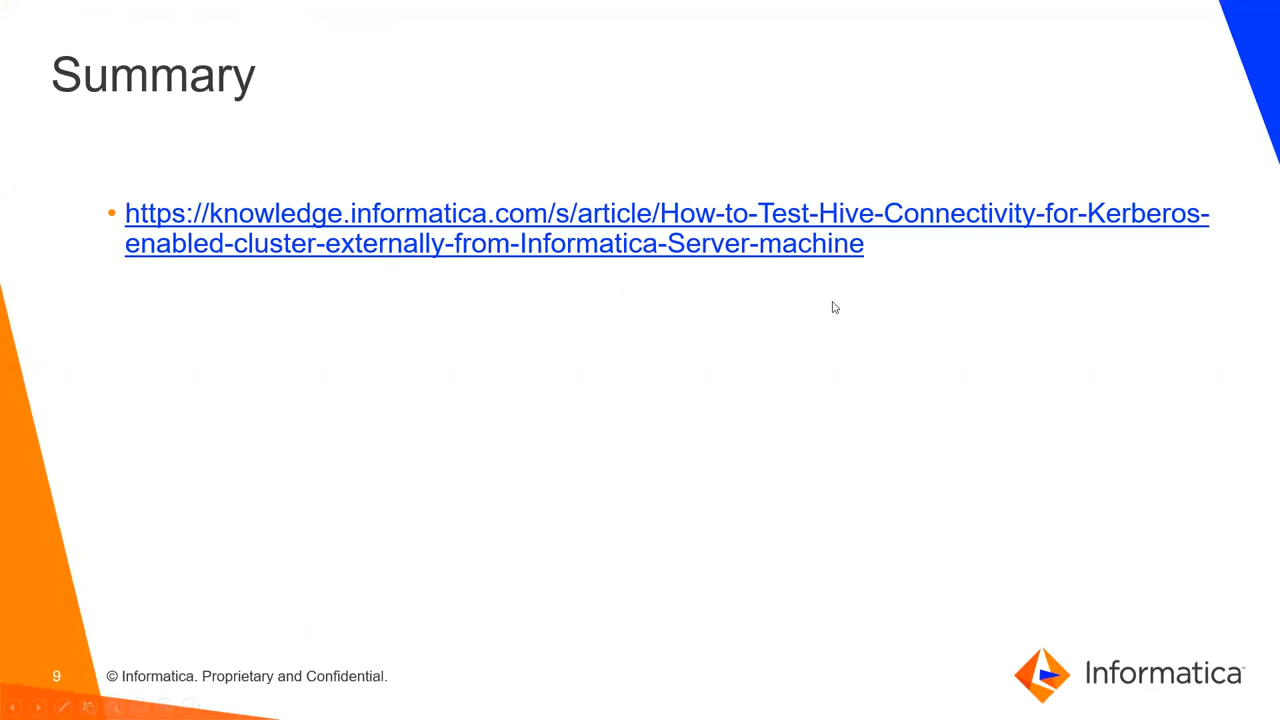 Summary
• https://knowledge.informatica.com/s/article/How-to-Test-Hive-Connectivity-for-Kerberos-
enabled-cluster-externally-from-Informatica-Server-machine
9 © Informatica. Proprietary and Confidential.
Informatica™